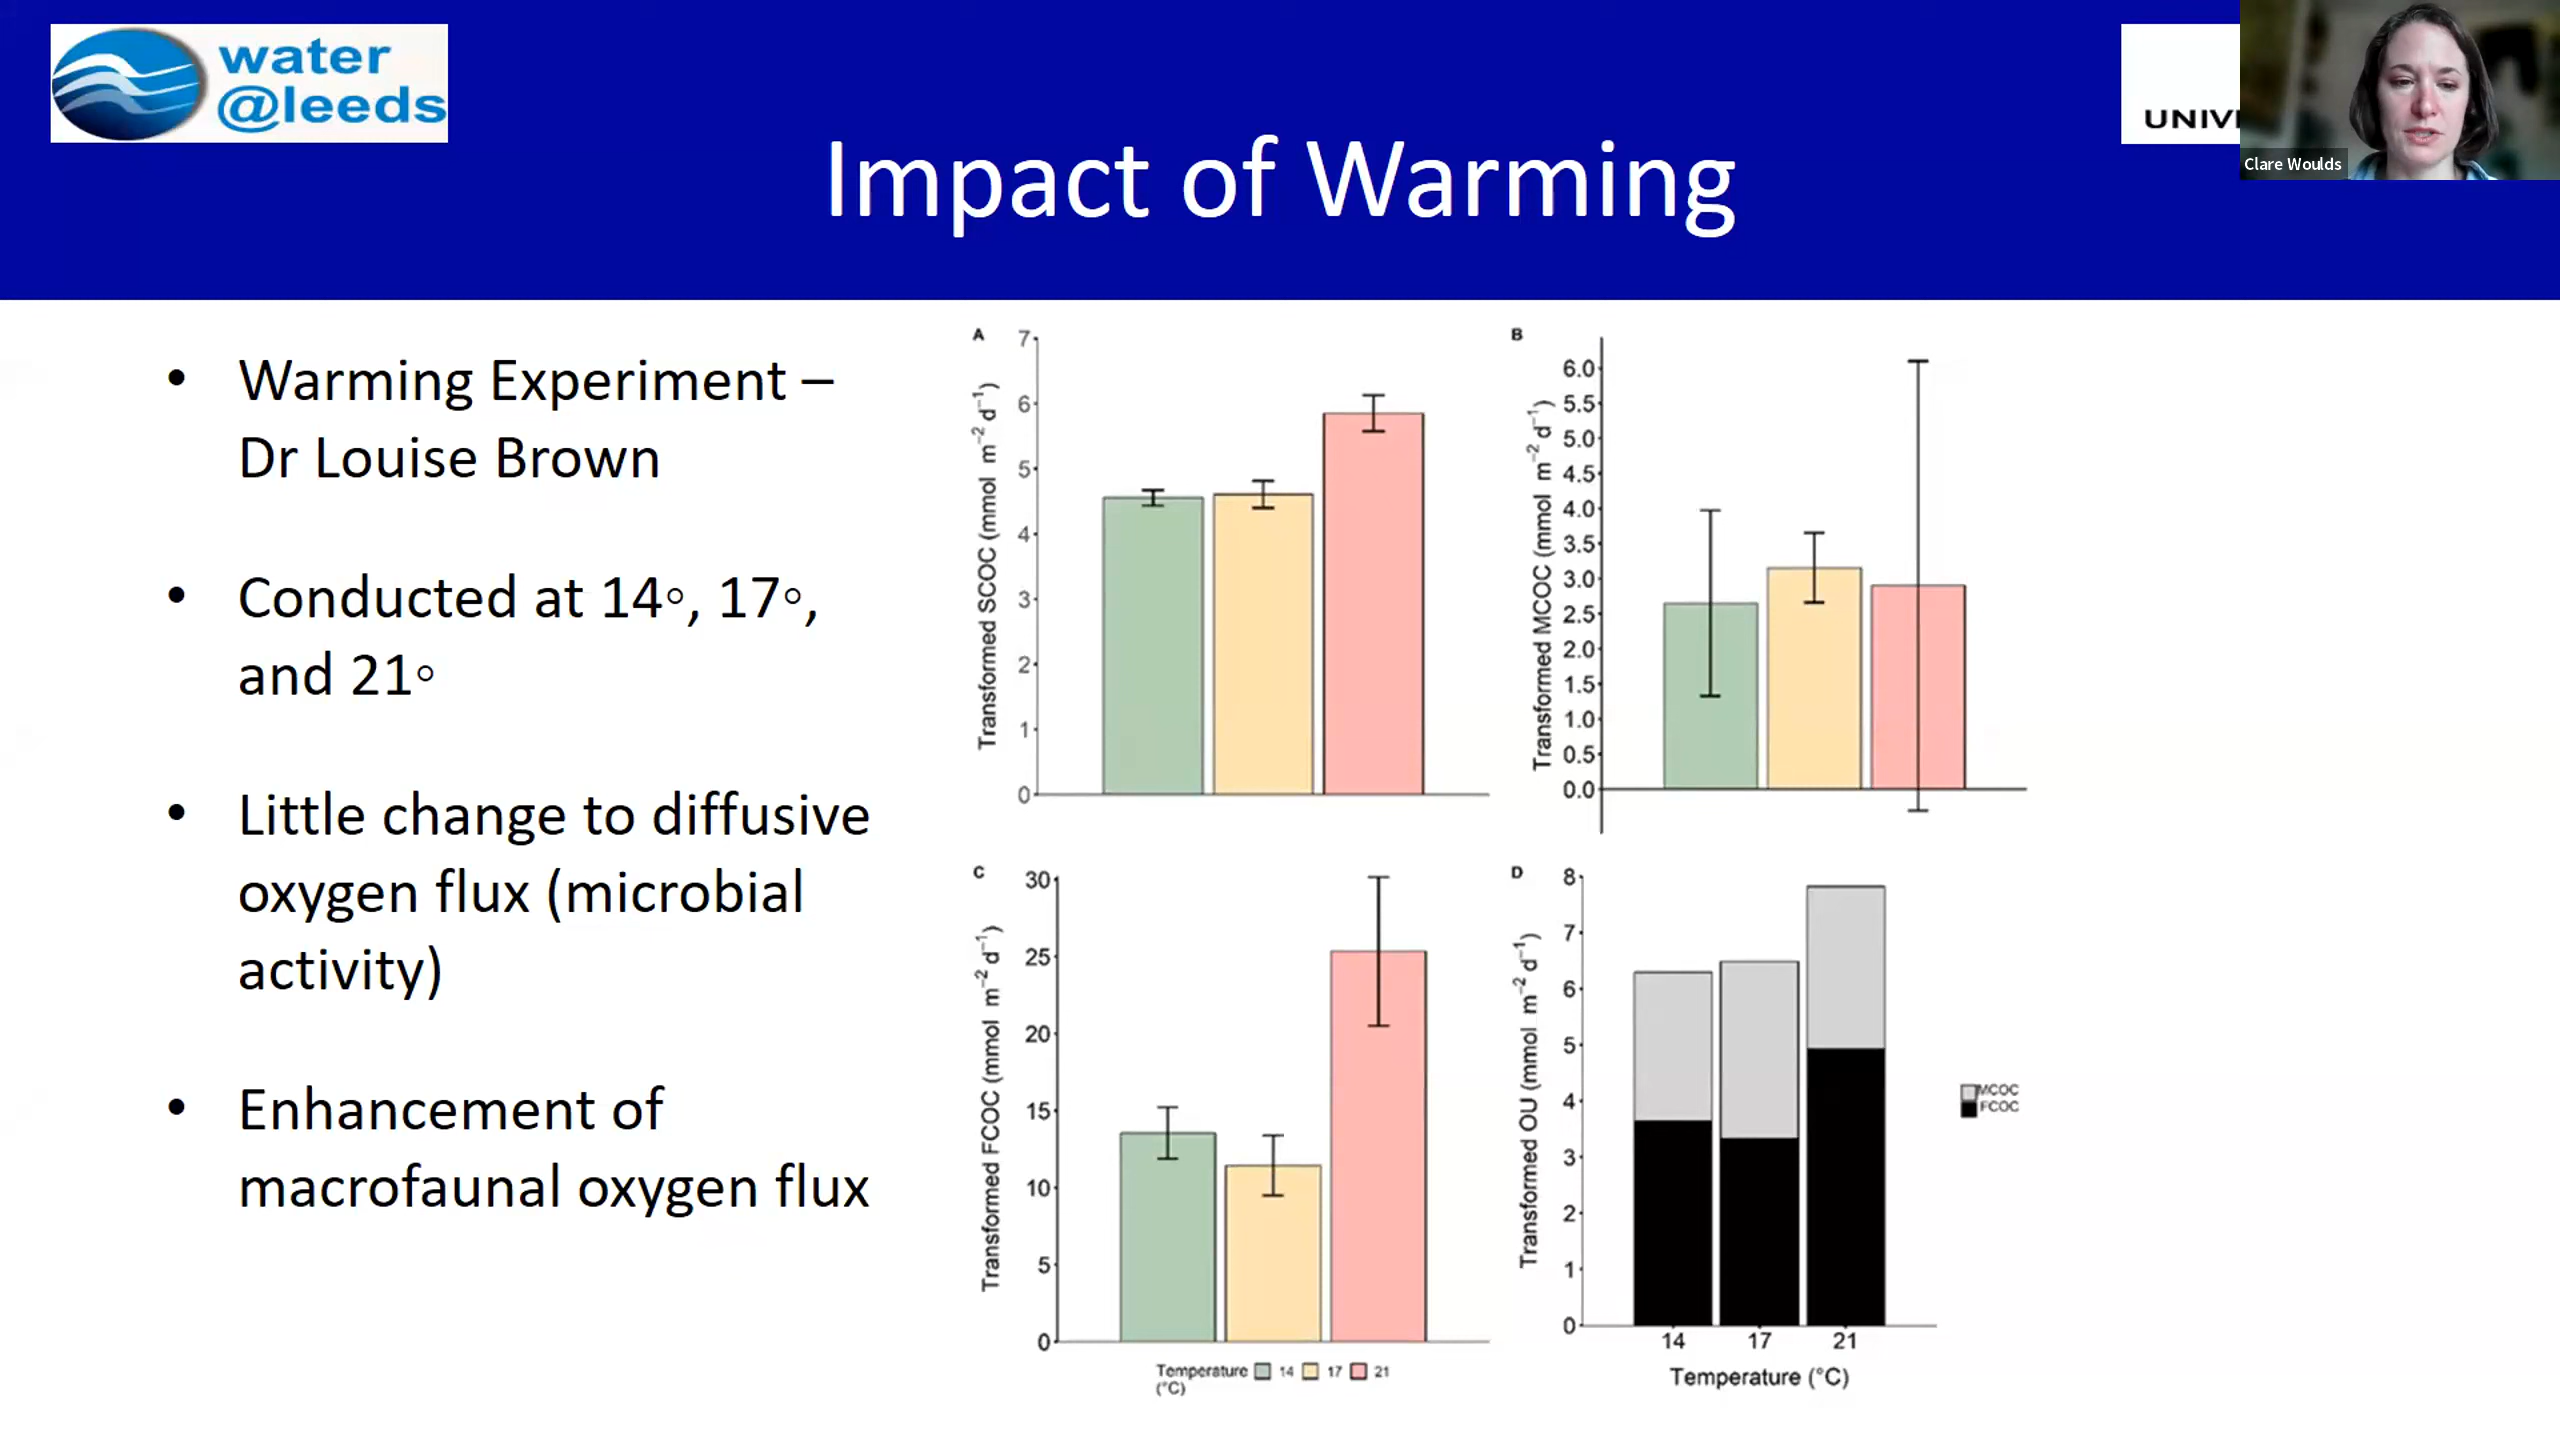 water
@leeds
Impact of Warming
Clare Woulds
• Warming Experiment –
Dr Louise Brown
• Conducted at 14◦, 17◦,
and 21◦
• Little change to diffusive
oxygen flux (microbial
activity)
• Enhancement of
macrofaunal oxygen flux
A
Transformed SCOC (mmol m⁻² d⁻¹)
7
6
5
4
3
2
1
0
B
Transformed MCOC (mmol m⁻² d⁻¹)
6.0
5.5
5.0
4.5
4.0
3.5
3.0
2.5
2.0
1.5
1.0
0.5
0.0
C
Transformed FCOC (mmol m⁻² d⁻¹)
30
25
20
15
10
5
0
Temperature 14 17 21
(°C)
D
Transformed OU (mmol m⁻² d⁻¹)
8
7
6
5
4
3
2
1
0
14 17 21
Temperature (°C)
MCOC
FCOC